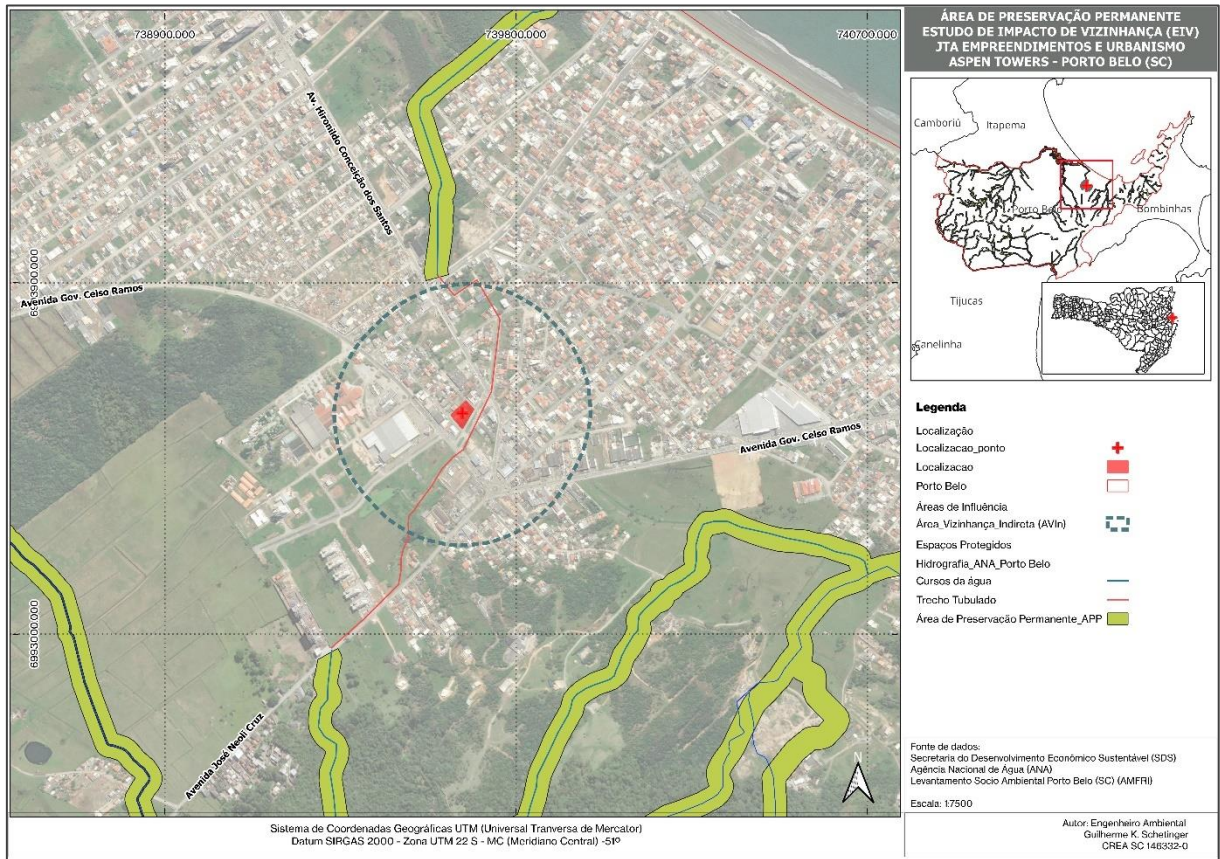 738900.000
739800.000
740700.000
Av. Hironildo Conceição dos Santos
6993900.000
Avenida Gov. Celso Ramos
Avenida Gov. Celso Ramos
6993000.000
Avenida José Neoli Cruz
N
Sistema de Coordenadas Geográficas UTM (Universal Tranversa de Mercator)
Datum SIRGAS 2000 - Zona UTM 22 S - MC (Meridiano Central) -51º
ÁREA DE PRESERVAÇÃO PERMANENTE
ESTUDO DE IMPACTO DE VIZINHANÇA (EIV)
JTA EMPREENDIMENTOS E URBANISMO
ASPEN TOWERS - PORTO BELO (SC)
Camboriú
Itapema
Porto Belo
Bombinhas
Tijucas
Canelinha
Legenda
Localização
Localizacao_ponto
Localizacao
Porto Belo
Áreas de Influência
Área_Vizinhança_Indireta (AVIn)
Espaços Protegidos
Hidrografia_ANA_Porto Belo
Cursos da água
Trecho Tubulado
Área de Preservação Permanente_APP
Fonte de dados:
Secretaria do Desenvolvimento Econômico Sustentável (SDS)
Agência Nacional de Água (ANA)
Levantamento Socio Ambiental Porto Belo (SC) (AMFRI)
Escala: 1:7500
Autor: Engenheiro Ambiental
Guilherme K. Schetinger
CREA SC 146332-0